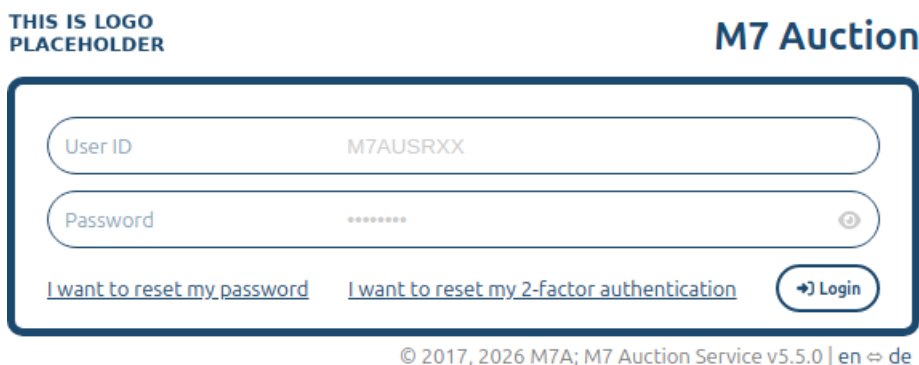 THIS IS LOGO
PLACEHOLDER
M7 Auction
User ID M7AUSRXX
Password ••••••••
I want to reset my password I want to reset my 2-factor authentication Login
© 2017, 2026 M7A; M7 Auction Service v5.5.0 | en ⇔ de